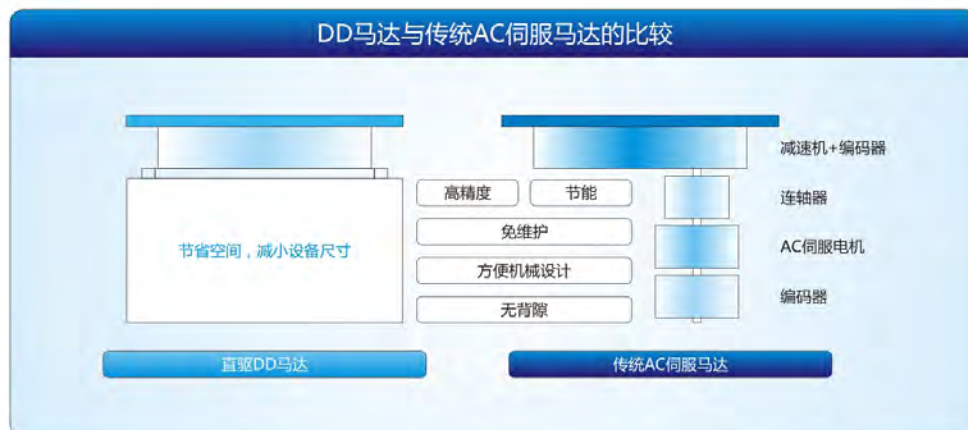 DD马达与传统AC伺服马达的比较
节省空间，减小设备尺寸
高精度
节能
免维护
方便机械设计
无背隙
减速机+编码器
连轴器
AC伺服电机
编码器
直驱DD马达
传统AC伺服马达